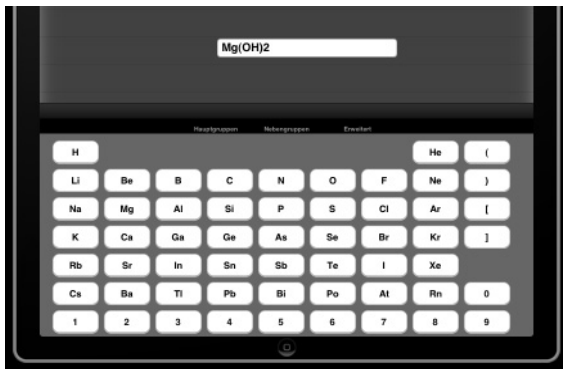 Mg(OH)2
Hauptgruppen Nebengruppen Erweitert
H He (
Li Be B C N O F Ne )
Na Mg Al Si P S Cl Ar [
K Ca Ga Ge As Se Br Kr ]
Rb Sr In Sn Sb Te I Xe
Cs Ba Tl Pb Bi Po At Rn 0
1 2 3 4 5 6 7 8 9